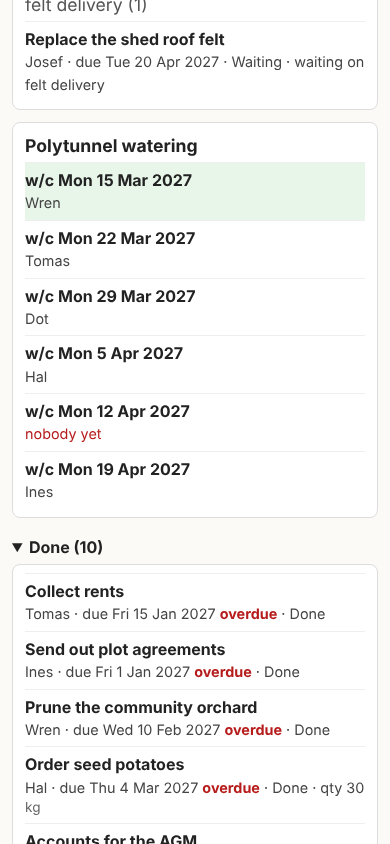 felt delivery (1)
Replace the shed roof felt
Josef · due Tue 20 Apr 2027 · Waiting · waiting on
felt delivery
Polytunnel watering
w/c Mon 15 Mar 2027
Wren
w/c Mon 22 Mar 2027
Tomas
w/c Mon 29 Mar 2027
Dot
w/c Mon 5 Apr 2027
Hal
w/c Mon 12 Apr 2027
nobody yet
w/c Mon 19 Apr 2027
Ines
▼ Done (10)
Collect rents
Tomas · due Fri 15 Jan 2027 overdue · Done
Send out plot agreements
Ines · due Fri 1 Jan 2027 overdue · Done
Prune the community orchard
Wren · due Wed 10 Feb 2027 overdue · Done
Order seed potatoes
Hal · due Thu 4 Mar 2027 overdue · Done · qty 30
kg
Accounts for the AGM